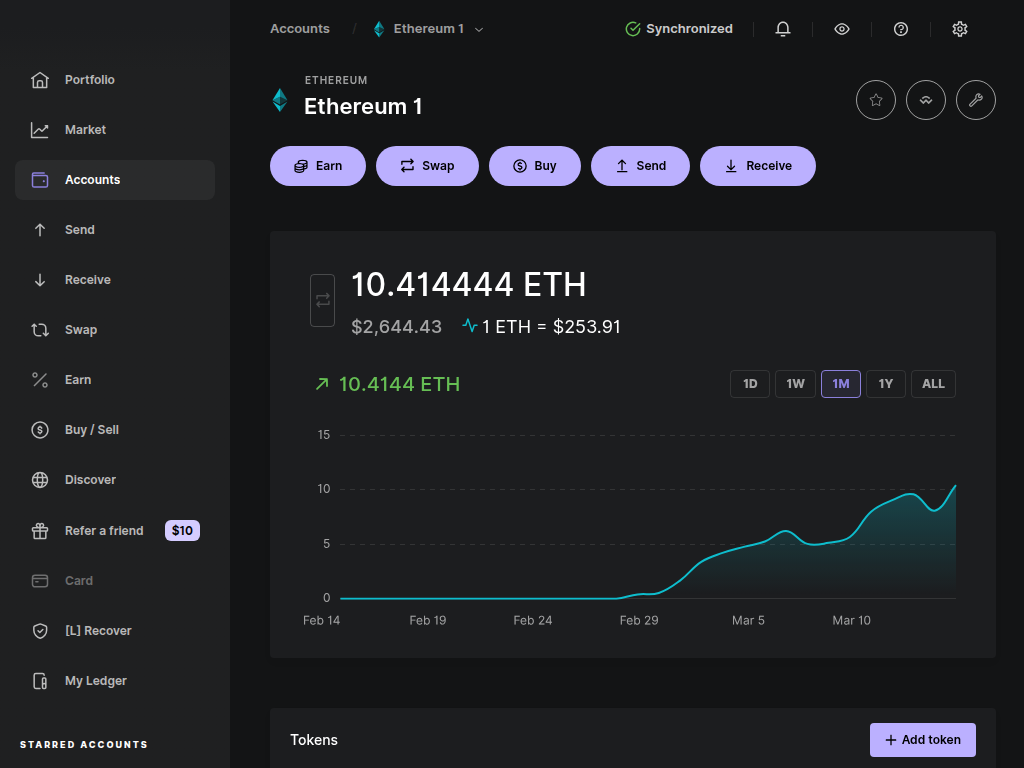 Portfolio
Market
Accounts
Send
Receive
Swap
Earn
Buy / Sell
Discover
Refer a friend $10
Card
[L] Recover
My Ledger
STARRED ACCOUNTS
Accounts / Ethereum 1
Synchronized
ETHEREUM
Ethereum 1
Earn Swap Buy Send Receive
10.414444 ETH
$2,644.43 1 ETH = $253.91
10.4144 ETH
1D 1W 1M 1Y ALL
15
10
5
0
Feb 14 Feb 19 Feb 24 Feb 29 Mar 5 Mar 10
Tokens
+ Add token